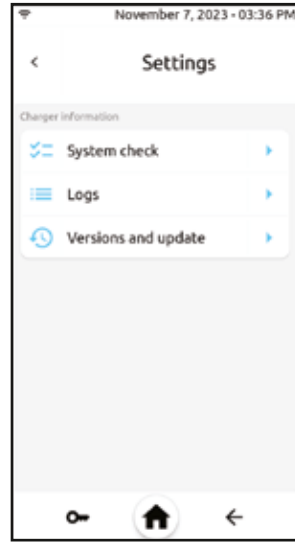 November 7, 2023 - 03:36 PM
Settings
Charger information
System check
Logs
Versions and update